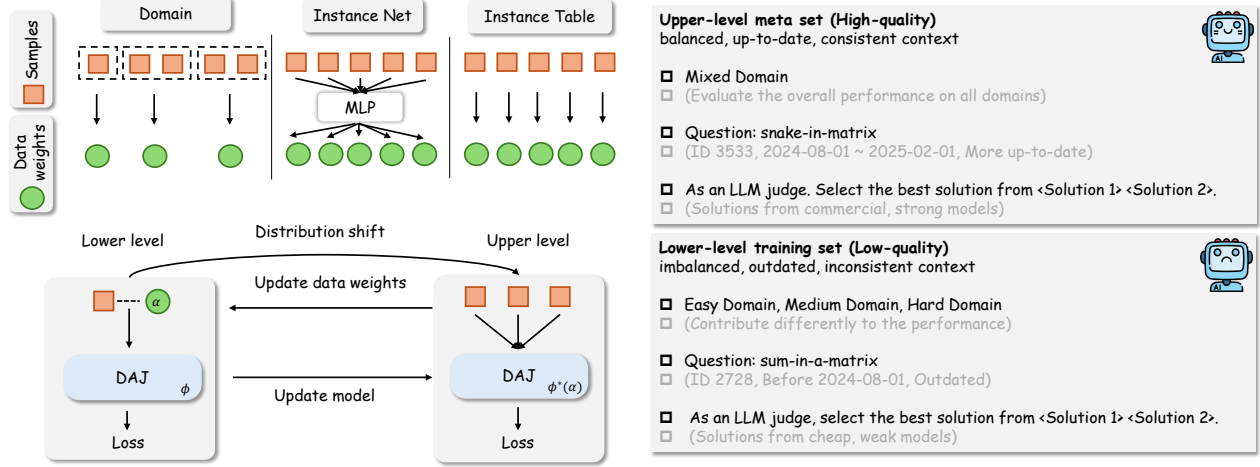 Samples
Data
weights
Domain
Instance Net
Instance Table
MLP
Lower level
Distribution shift
Upper level
Update data weights
α
DAJ
ϕ
Loss
Update model
DAJ
ϕ*(α)
Loss
Upper-level meta set (High-quality)
balanced, up-to-date, consistent context
Mixed Domain
(Evaluate the overall performance on all domains)
Question: snake-in-matrix
(ID 3533, 2024-08-01 ~ 2025-02-01, More up-to-date)
As an LLM judge. Select the best solution from <Solution 1> <Solution 2>.
(Solutions from commercial, strong models)
AI
Lower-level training set (Low-quality)
imbalanced, outdated, inconsistent context
Easy Domain, Medium Domain, Hard Domain
(Contribute differently to the performance)
Question: sum-in-a-matrix
(ID 2728, Before 2024-08-01, Outdated)
As an LLM judge, select the best solution from <Solution 1> <Solution 2>.
(Solutions from cheap, weak models)
AI